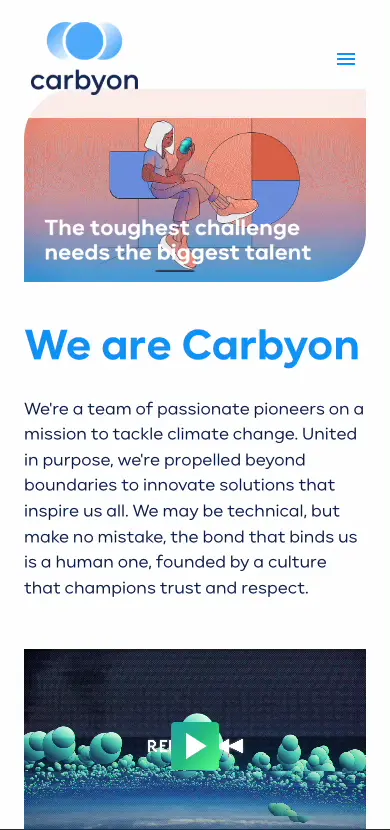 carbyon
The toughest challenge
needs the biggest talent
We are Carbyon
We're a team of passionate pioneers on a
mission to tackle climate change. United
in purpose, we're propelled beyond
boundaries to innovate solutions that
inspire us all. We may be technical, but
make no mistake, the bond that binds us
is a human one, founded by a culture
that champions trust and respect.